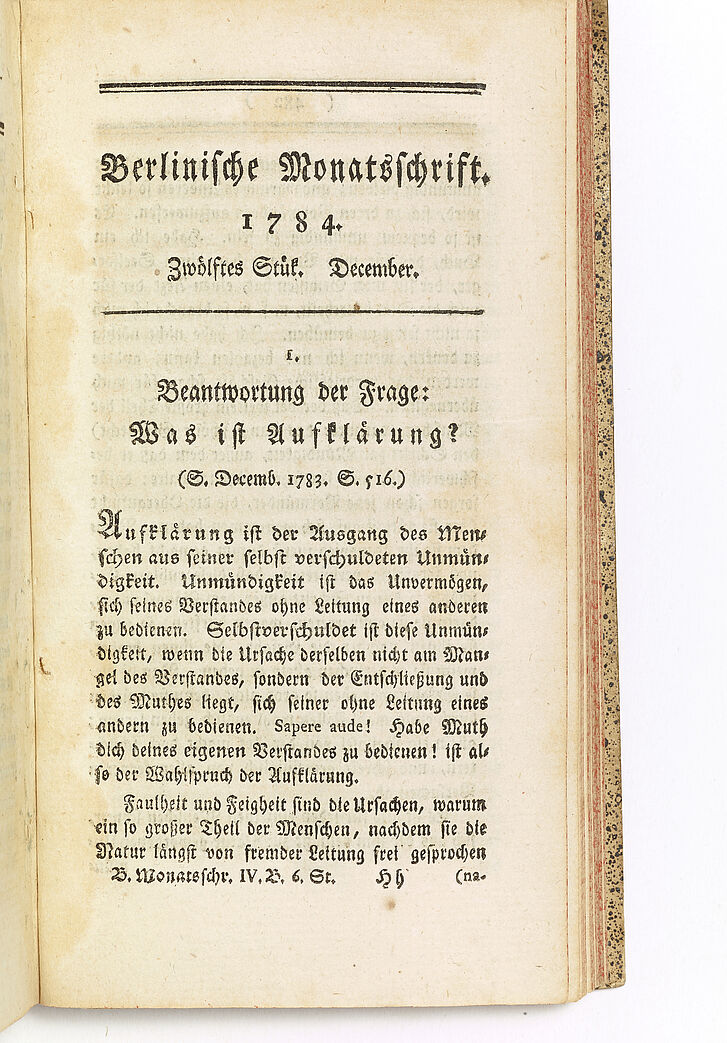 Berlinische Monatsschrift.
1784.
Zwölftes Stük. December.
1.
Beantwortung der Frage:
Was ist Aufklärung?
(S. Decemb. 1783. S. 516.)
Aufklärung ist der Ausgang des Men-
schen aus seiner selbst verschuldeten Unmün-
digkeit. Unmündigkeit ist das Unvermögen,
sich seines Verstandes ohne Leitung eines anderen
zu bedienen. Selbstverschuldet ist diese Unmün-
digkeit, wenn die Ursache derselben nicht am Man-
gel des Verstandes, sondern der Entschließung und
des Muthes liegt, sich seiner ohne Leitung eines
andern zu bedienen. Sapere aude! Habe Muth
dich deines eigenen Verstandes zu bedienen! ist al-
so der Wahlspruch der Aufklärung.
Faulheit und Feigheit sind die Ursachen, warum
ein so großer Theil der Menschen, nachdem sie die
Natur längst von fremder Leitung frei gesprochen
B. Monatsschr. IV. B. 6. St. Hh (na-